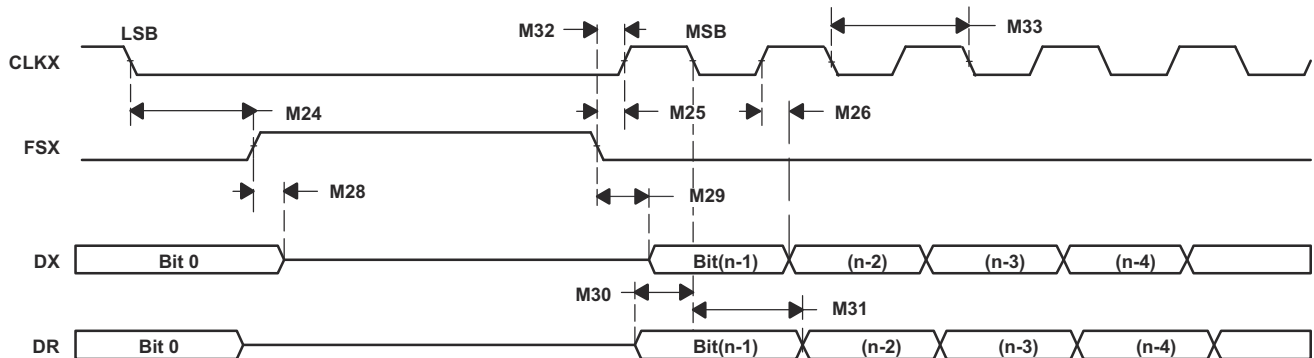 LSB M32 MSB M33
CLKX
M24 M25 M26
FSX
M28 M29
DX Bit 0 Bit(n-1) (n-2) (n-3) (n-4)
M30 M31
DR Bit 0 Bit(n-1) (n-2) (n-3) (n-4)